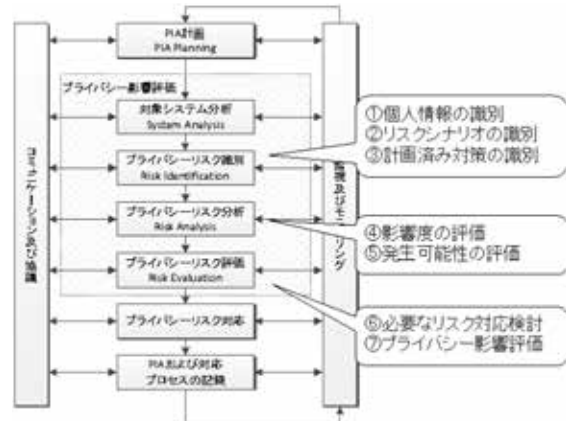 PIA計画
PIA Planning
プライバシー影響評価
対象システム分析
System Analysis
プライバシーリスク識別
Risk Identification
プライバシーリスク分析
Risk Analysis
プライバシーリスク評価
Risk Evaluation
プライバシーリスク対応
PIAおよび対応
プロセスの記録
コミュニケーション及び協議
監視及びモニタリング
①個人情報の識別
②リスクシナリオの識別
③計画済み対策の識別
④影響度の評価
⑤発生可能性の評価
⑥必要なリスク対応検討
⑦プライバシー影響評価